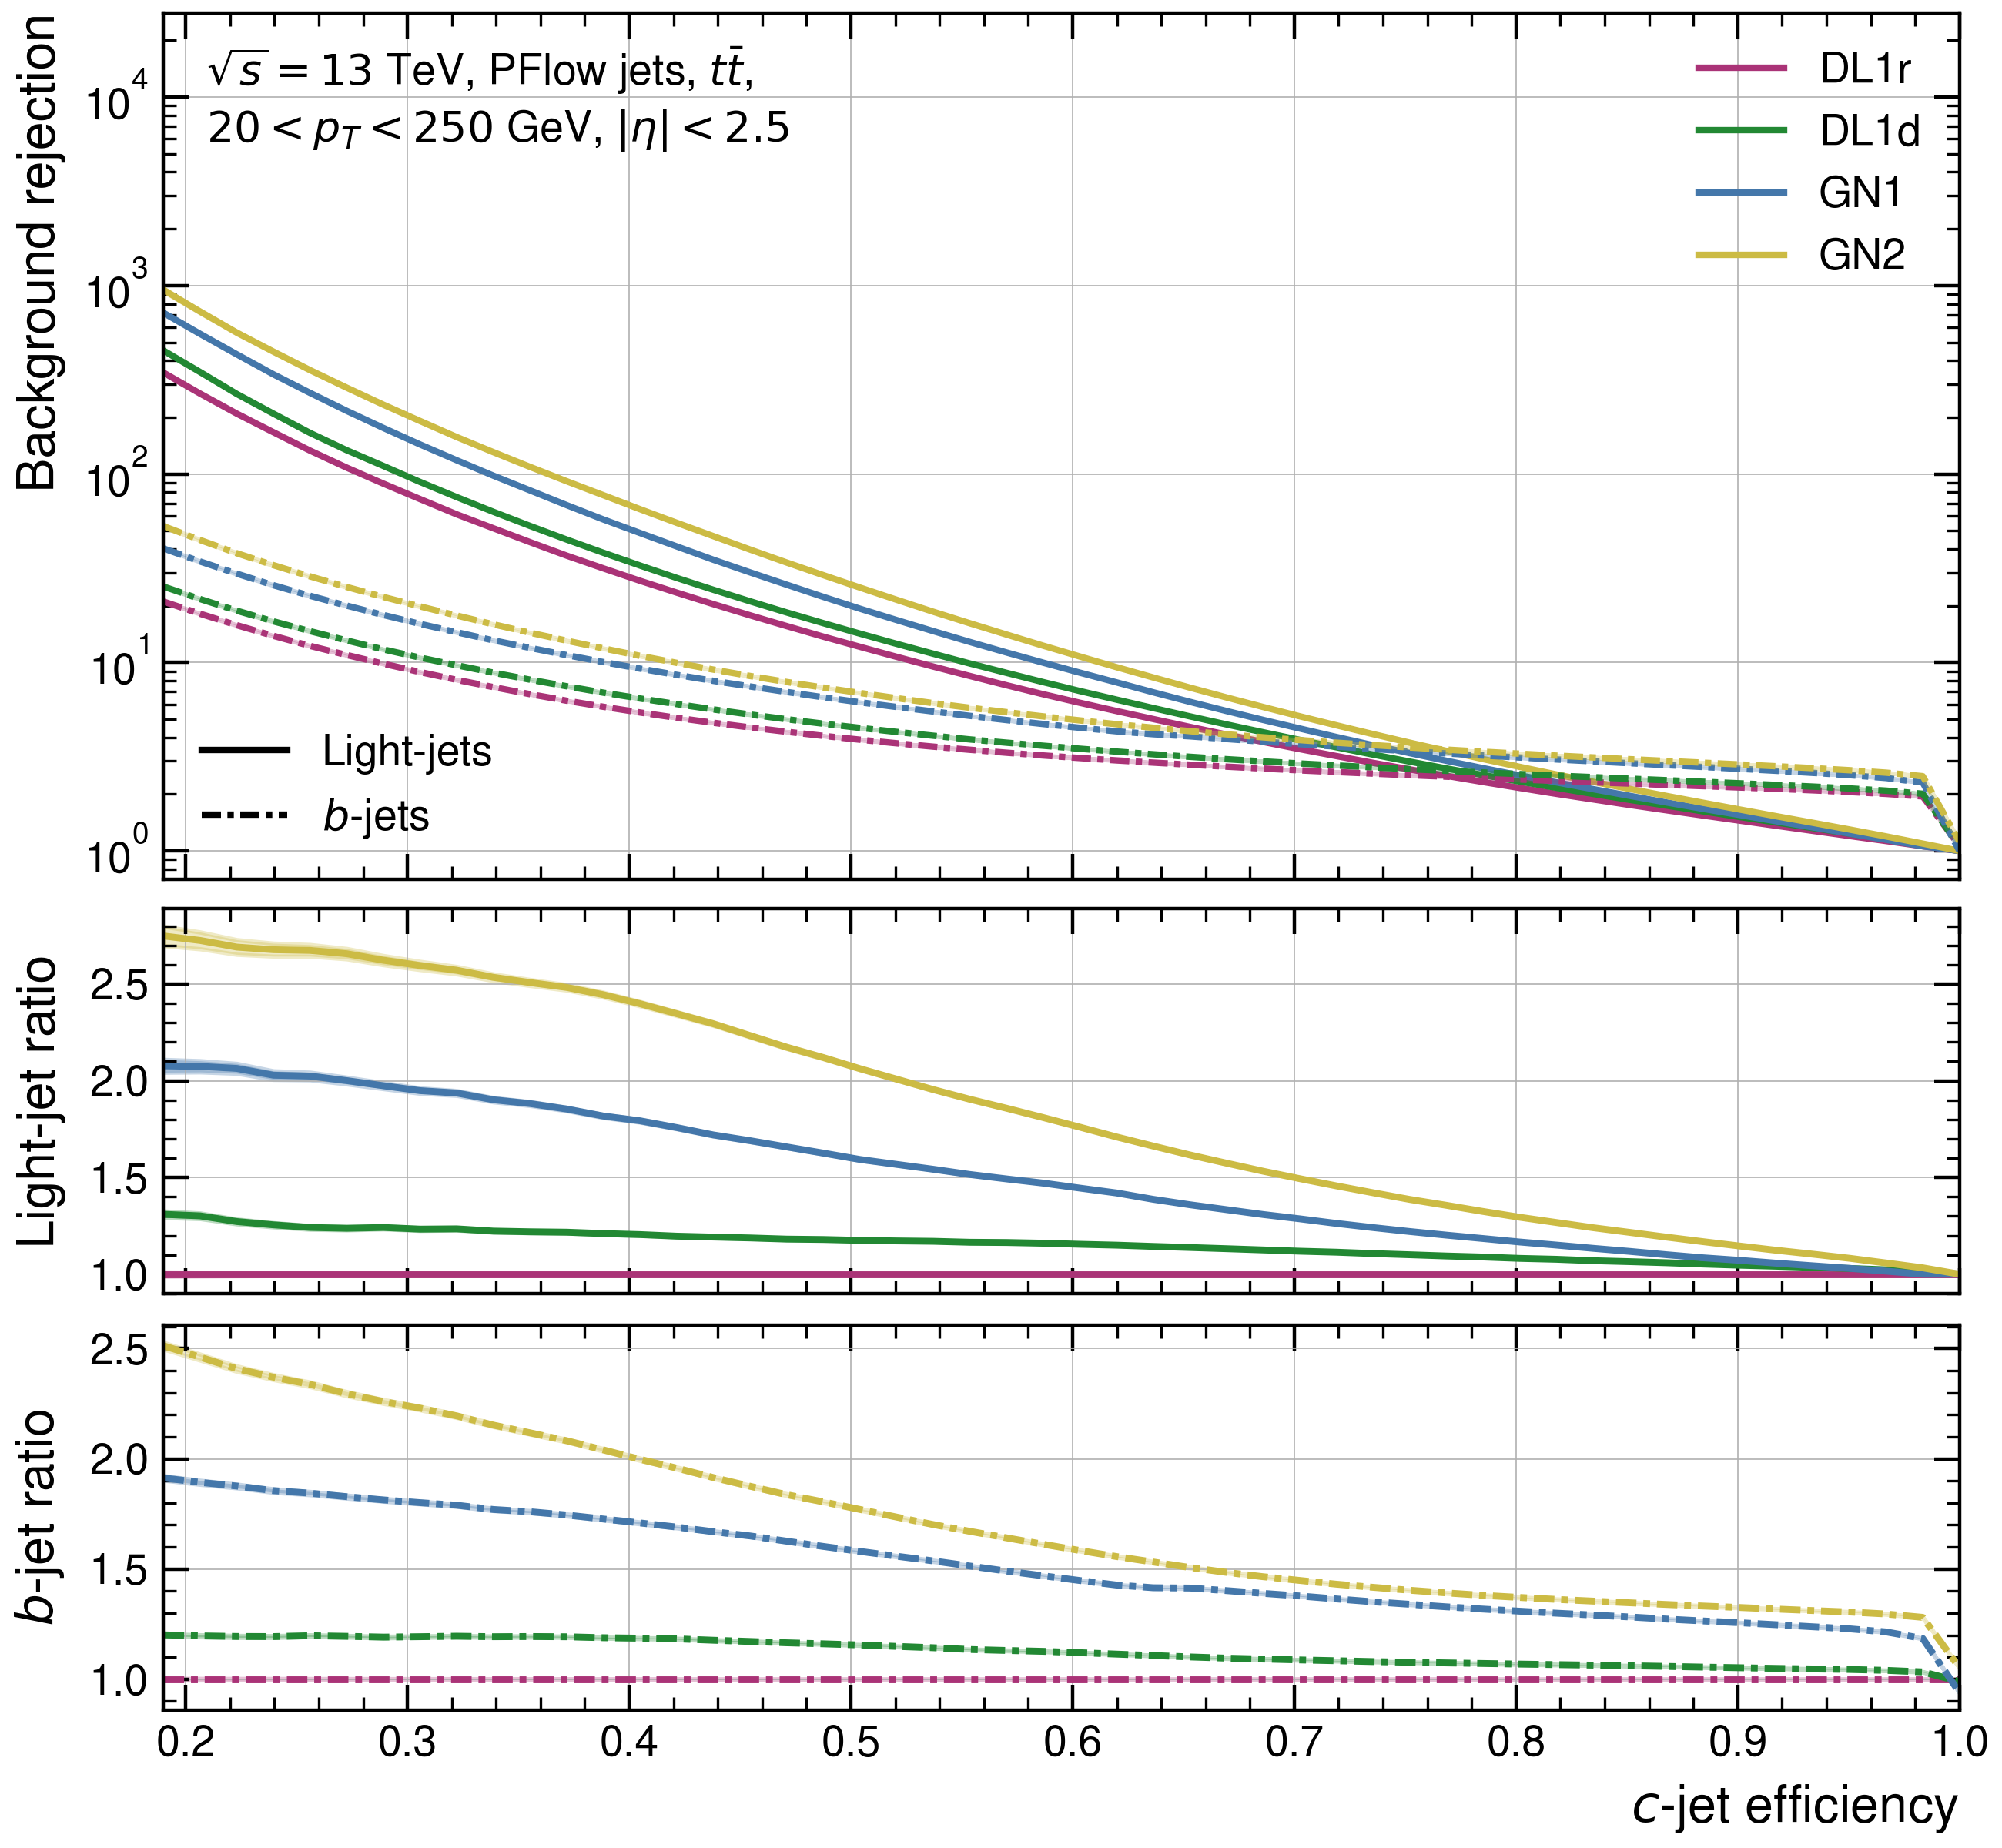 √s = 13 TeV, PFlow jets, tt̄,
20 < p_T < 250 GeV, |η| < 2.5
DL1r
DL1d
GN1
GN2
Background rejection
10^4
10^3
10^2
10^1
10^0
Light-jets
b-jets
Light-jet ratio
2.5
2.0
1.5
1.0
b-jet ratio
2.5
2.0
1.5
1.0
0.2 0.3 0.4 0.5 0.6 0.7 0.8 0.9 1.0
c-jet efficiency